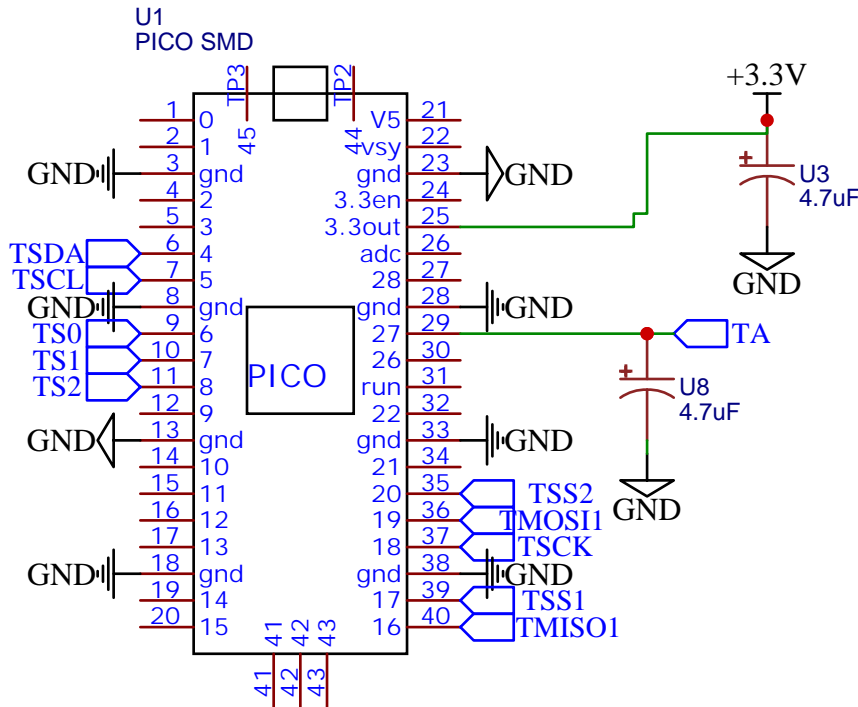 U1
PICO SMD
TP3
TP2
45
44
+3.3V
1 0 V5 21
2 1 vsy 22
GND 3 gnd gnd 23 GND
4 2 3.3en 24
5 3 3.3out 25
TSDA 6 4 adc 26
TSCL 7 5 28 27
GND 8 gnd gnd 28 GND
TS0 9 6 27 29 TA
TS1 10 7 26 30
TS2 11 8 run 31
12 9 22 32
GND 13 gnd gnd 33 GND
14 10 21 34
15 11 20 35 TSS2
16 12 19 36 TMOSI1
17 13 18 37 TSCK
GND 18 gnd gnd 38 GND
19 14 17 39 TSS1
20 15 16 40 TMISO1
PICO
41 42 43
41 42 43
+ U3
4.7uF
GND
+ U8
4.7uF
GND